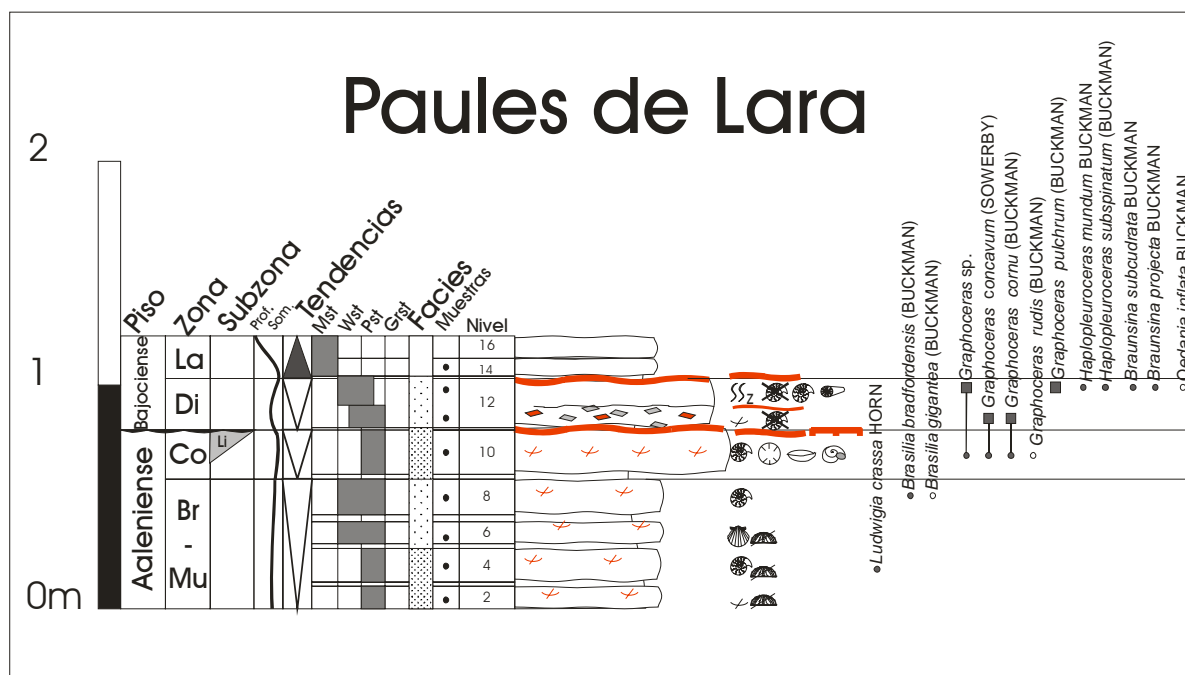 Paules de Lara
2
1
0m
Piso
Zona
Subzona
Prof.
Som.
Tendencias
Mst
Wst
Pst
Grst
Facies
Muestras
Nivel
Bajociense
Aaleniense
La
Di
Co
Li
Br
-
Mu
16
14
12
10
8
6
4
2
z
Ludwigia crassa HORN
Brasilia bradfordensis (BUCKMAN)
Brasilia gigantea (BUCKMAN)
Graphoceras sp.
Graphoceras concavum (SOWERBY)
Graphoceras cornu (BUCKMAN)
Graphoceras rudis (BUCKMAN)
Graphoceras pulchrum (BUCKMAN)
Haplopleuroceras mundum BUCKMAN
Haplopleuroceras subspinatum (BUCKMAN)
Braunsina subcudrata BUCKMAN
Braunsina projecta BUCKMAN
inflata BUCKMAN